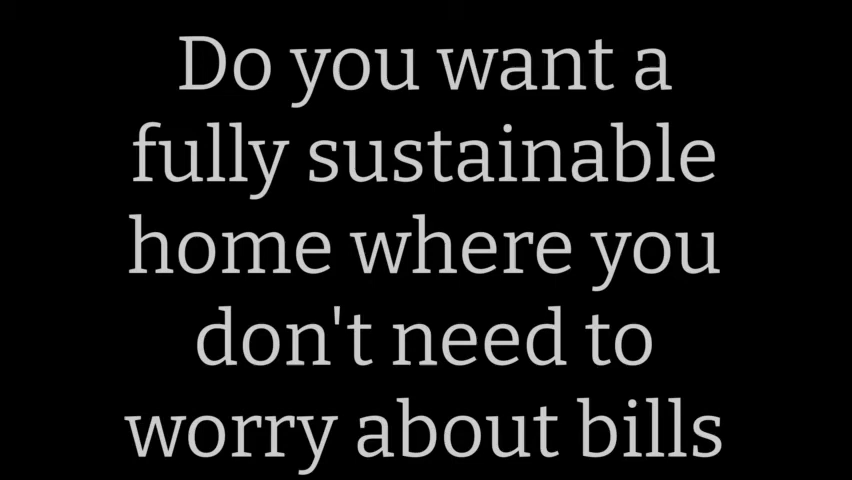 Do you want a
fully sustainable
home where you
don't need to
worry about bills